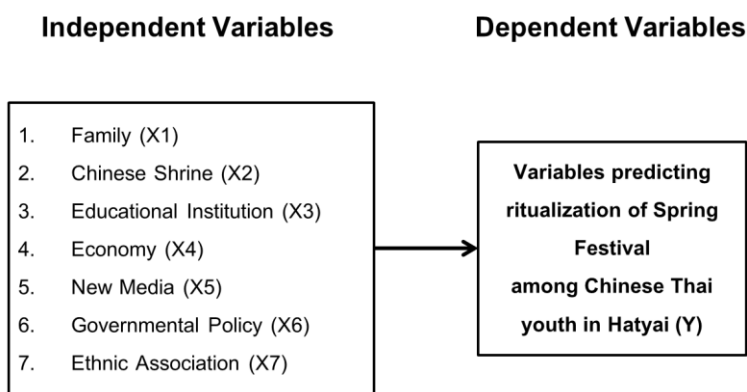 Independent Variables
Dependent Variables
1. Family (X1)
2. Chinese Shrine (X2)
3. Educational Institution (X3)
4. Economy (X4)
5. New Media (X5)
6. Governmental Policy (X6)
7. Ethnic Association (X7)
Variables predicting
ritualization of Spring
Festival
among Chinese Thai
youth in Hatyai (Y)